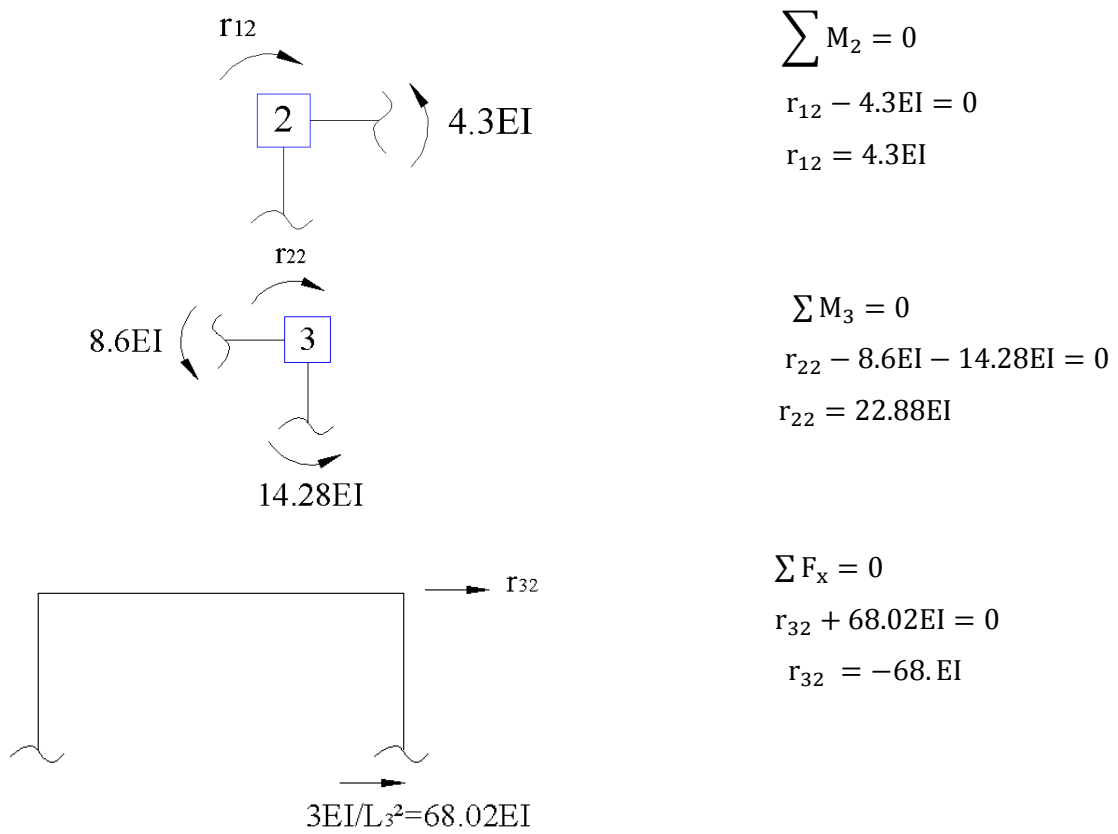 r₁₂
2
4.3EI
∑ M₂ = 0
r₁₂ − 4.3EI = 0
r₁₂ = 4.3EI
r₂₂
8.6EI
3
14.28EI
∑ M₃ = 0
r₂₂ − 8.6EI − 14.28EI = 0
r₂₂ = 22.88EI
r₃₂
3EI/L₃²=68.02EI
∑ Fₓ = 0
r₃₂ + 68.02EI = 0
r₃₂ = −68. EI